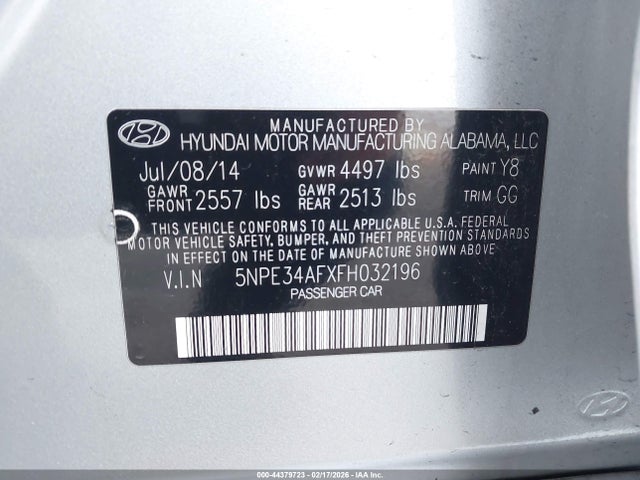 MANUFACTURED BY
HYUNDAI MOTOR MANUFACTURING ALABAMA, LLC
Jul/08/14 GVWR 4497 lbs PAINT Y8
GAWR FRONT 2557 lbs GAWR REAR 2513 lbs TRIM GG
THIS VEHICLE CONFORMS TO ALL APPLICABLE U.S.A. FEDERAL
MOTOR VEHICLE SAFETY, BUMPER, AND THEFT PREVENTION STANDARDS
IN EFFECT ON THE DATE OF MANUFACTURE SHOWN ABOVE.
V.I.N 5NPE34AFXFH032196
PASSENGER CAR
000-44379723 - 02/17/2026 - IAA Inc.